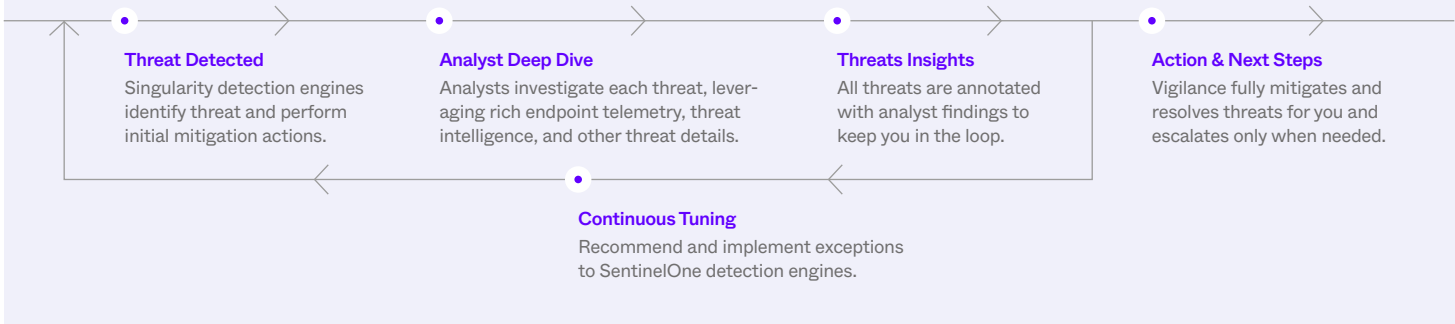 Threat Detected
Singularity detection engines
identify threat and perform
initial mitigation actions.
Analyst Deep Dive
Analysts investigate each threat, lever-
aging rich endpoint telemetry, threat
intelligence, and other threat details.
Threats Insights
All threats are annotated
with analyst findings to
keep you in the loop.
Action & Next Steps
Vigilance fully mitigates and
resolves threats for you and
escalates only when needed.
Continuous Tuning
Recommend and implement exceptions
to SentinelOne detection engines.